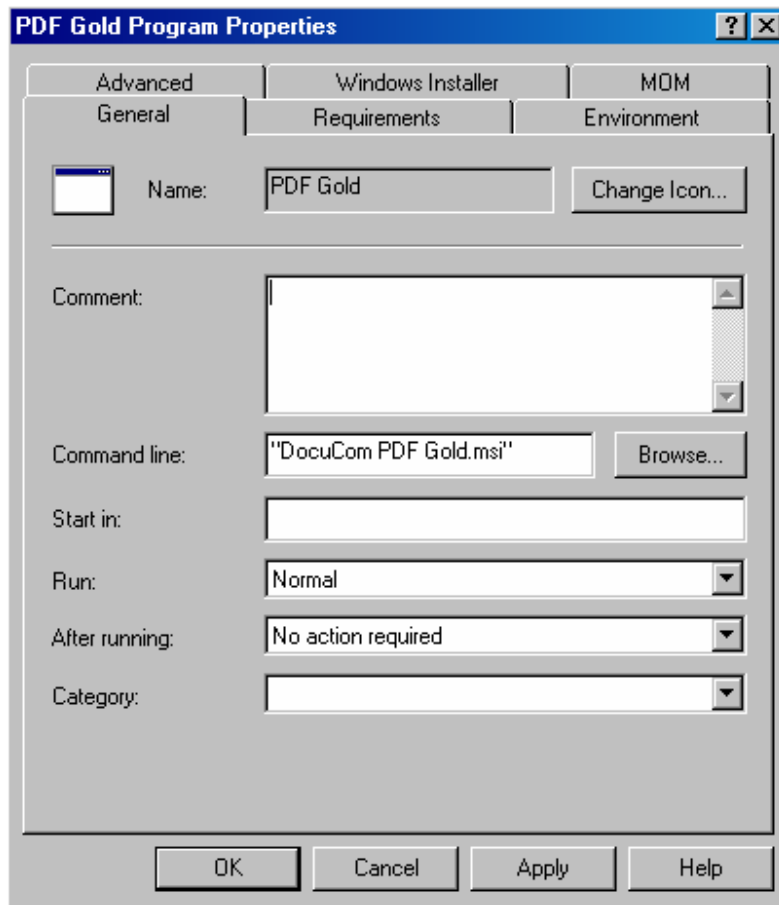 PDF Gold Program Properties
Advanced Windows Installer MOM
General Requirements Environment
Name: PDF Gold Change Icon...
Comment:
Command line: "DocuCom PDF Gold.msi" Browse...
Start in:
Run: Normal
After running: No action required
Category:
OK Cancel Apply Help